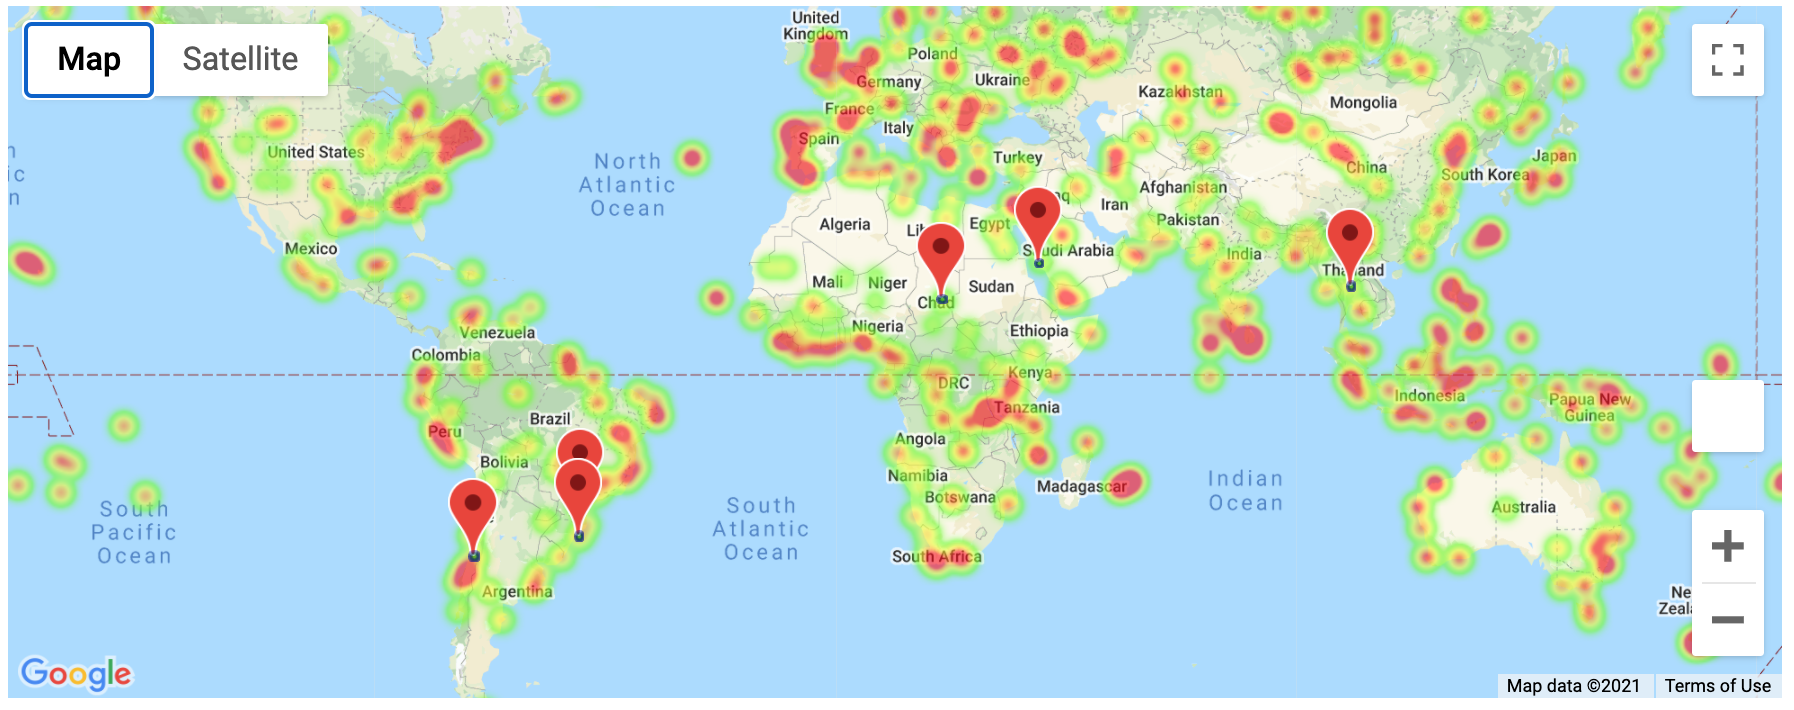 Map
Satellite
United
Kingdom
Poland
Germany
Ukraine
Kazakhstan
Mongolia
France
Italy
Spain
Turkey
United States
North
Atlantic
Ocean
China
Japan
South Korea
Afghanistan
Iran
Pakistan
Algeria
Egypt
Saudi Arabia
India
Mexico
Mali
Niger
Chad
Sudan
Nigeria
Ethiopia
Venezuela
Colombia
DRC
Kenya
Tanzania
Indonesia
Papua New
Guinea
Brazil
Peru
Bolivia
Angola
Namibia
Botswana
Madagascar
Indian
Ocean
Australia
South
Pacific
Ocean
South
Atlantic
Ocean
South Africa
Argentina
Google
Map data ©2021
Terms of Use